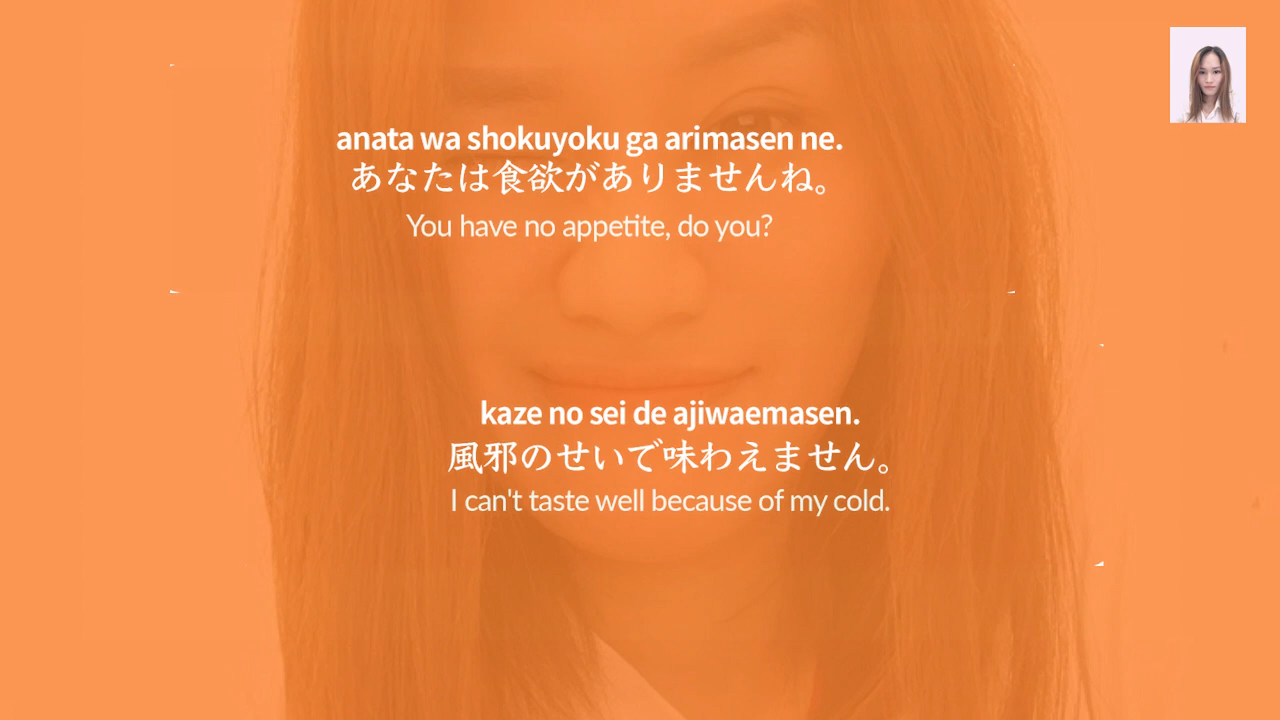 anata wa shokuyoku ga arimasen ne.
あなたは食欲がありませんね。
You have no appetite, do you?
kaze no sei de ajiwaemasen.
風邪のせいで味わえません。
I can't taste well because of my cold.